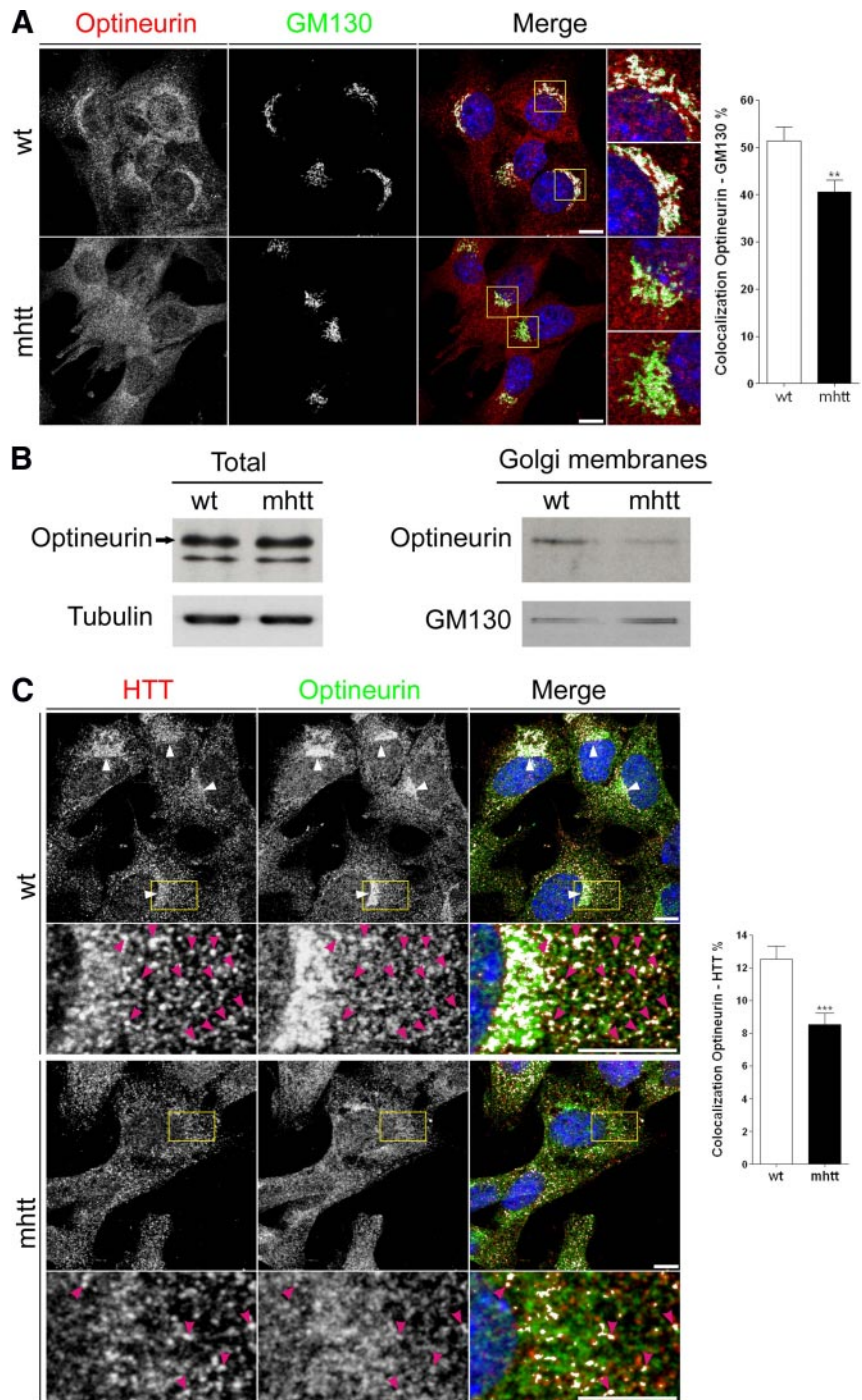 A
Optineurin GM130 Merge
wt
mhtt
Colocalization Optineurin - GM130 %
60
50
40
30
20
10
0
**
wt mhtt
B
Total
wt mhtt
Optineurin
Tubulin
Golgi membranes
wt mhtt
Optineurin
GM130
C
HTT Optineurin Merge
wt
mhtt
Colocalization Optineurin - HTT %
14
12
10
8
6
4
2
0
***
wt mhtt